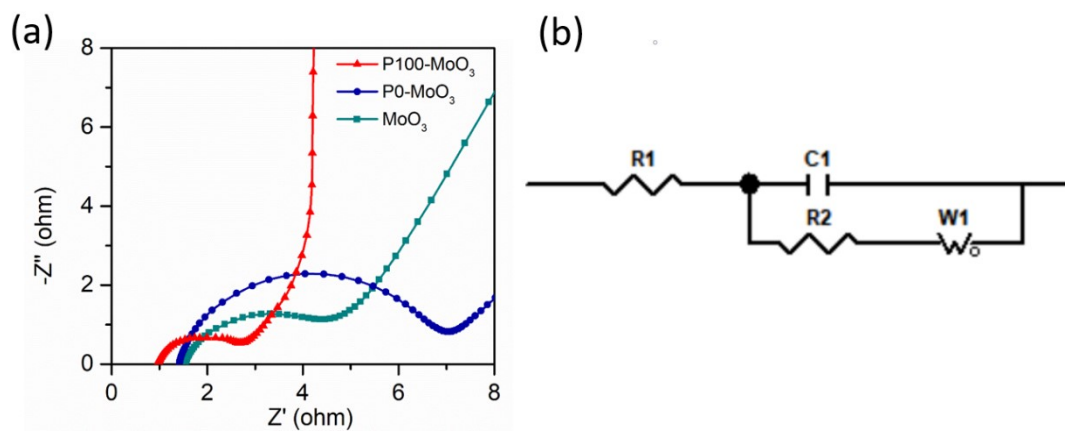 (a)
8
6
4
2
0
-Z" (ohm)
P100-MoO₃
P0-MoO₃
MoO₃
0 2 4 6 8
Z' (ohm)
(b)
R1
C1
R2
W1